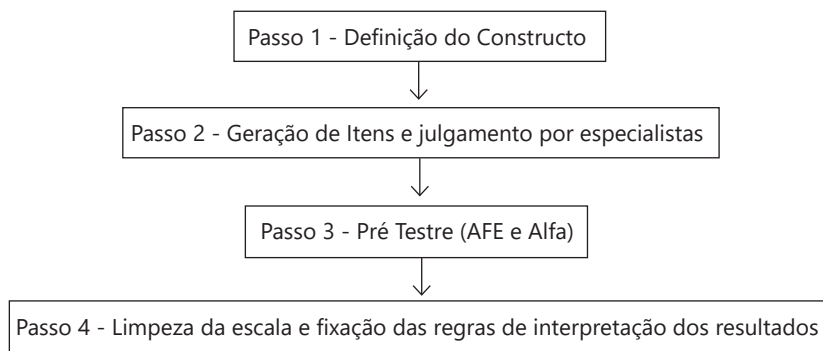 Passo 1 - Definição do Constructo
Passo 2 - Geração de Itens e julgamento por especialistas
Passo 3 - Pré Testre (AFE e Alfa)
Passo 4 - Limpeza da escala e fixação das regras de interpretação dos resultados